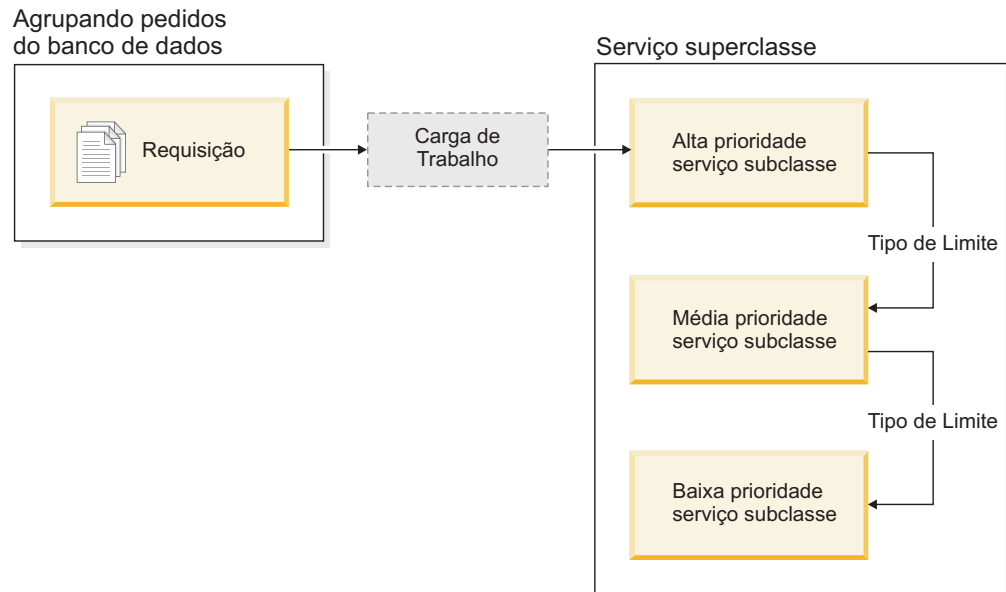 Agrupando pedidos
do banco de dados
Serviço superclasse
Requisição
Carga de
Trabalho
Alta prioridade
serviço subclasse
Tipo de Limite
Média prioridade
serviço subclasse
Tipo de Limite
Baixa prioridade
serviço subclasse